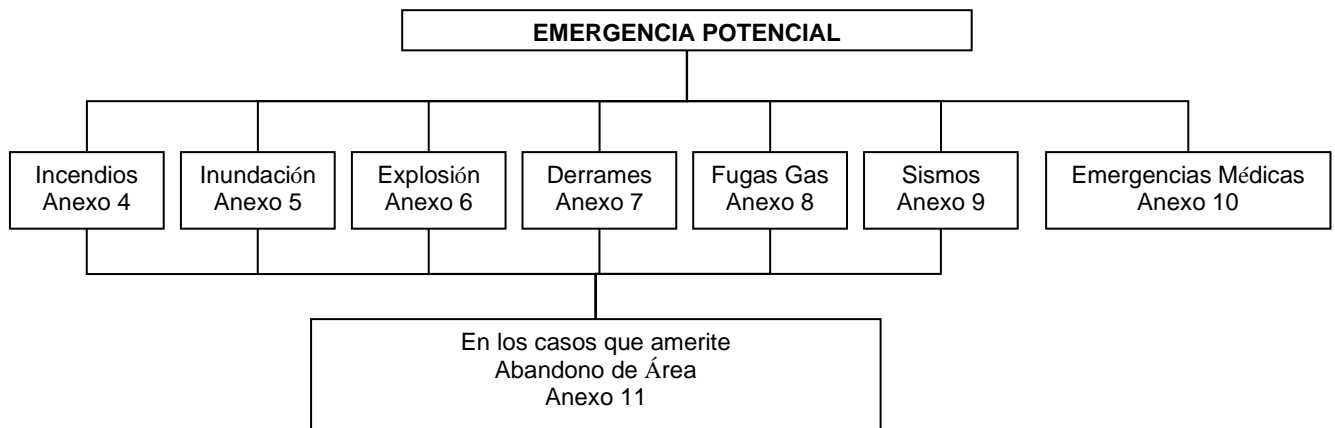 EMERGENCIA POTENCIAL
Incendios
Anexo 4
Inundación
Anexo 5
Explosión
Anexo 6
Derrames
Anexo 7
Fugas Gas
Anexo 8
Sismos
Anexo 9
Emergencias Médicas
Anexo 10
En los casos que amerite
Abandono de Área
Anexo 11